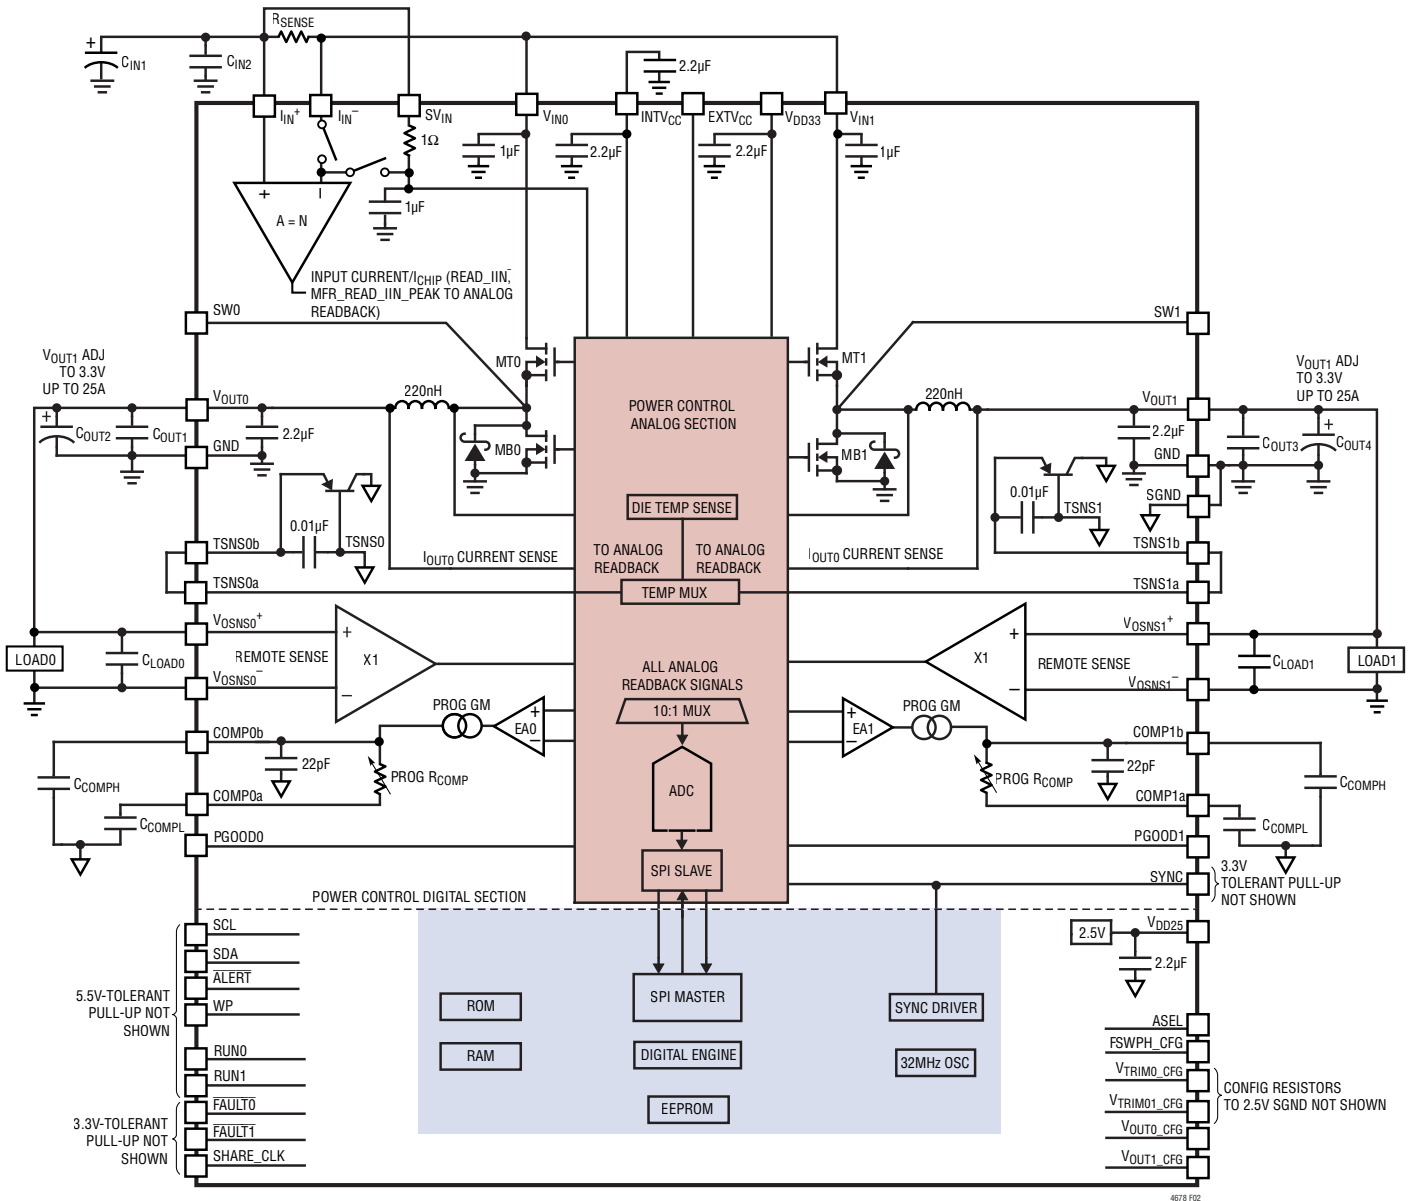 RSENSE
+
CIN1
CIN2
2.2µF
IIN+
IIN–
SVIN
VIN0
INTVCC
EXTVCC
VDD33
VIN1
1Ω
1µF
2.2µF
2.2µF
1µF
+
–
A = N
1µF
INPUT CURRENT/ICHIP (READ_IIN,
MFR_READ_IIN_PEAK TO ANALOG
READBACK)
SW0
SW1
MT0
MT1
VOUT1 ADJ
TO 3.3V
UP TO 25A
VOUT1 ADJ
TO 3.3V
UP TO 25A
220nH
220nH
VOUT0
VOUT1
POWER CONTROL
ANALOG SECTION
+
COUT2
COUT1
2.2µF
GND
MB0
MB1
2.2µF
GND
COUT3
+
COUT4
SGND
DIE TEMP SENSE
0.01µF
TSNS0
0.01µF
TSNS1
TSNS0b
TSNS1b
IOUT0 CURRENT SENSE
TO ANALOG
READBACK
TO ANALOG
READBACK
IOUT0 CURRENT SENSE
TSNS0a
TEMP MUX
TSNS1a
VOSNS0+
VOSNS1+
+
–
X1
+
–
X1
LOAD0
CLOAD0
REMOTE SENSE
REMOTE SENSE
CLOAD1
LOAD1
VOSNS0–
VOSNS1–
ALL ANALOG
READBACK SIGNALS
10:1 MUX
PROG GM
EA0
+
–
+
–
EA1
PROG GM
COMP0b
COMP1b
22pF
PROG RCOMP
PROG RCOMP
22pF
CCOMPH
CCOMPH
ADC
COMP0a
COMP1a
CCOMPL
CCOMPL
PGOOD0
PGOOD1
SPI SLAVE
SYNC
3.3V
TOLERANT PULL-UP
NOT SHOWN
POWER CONTROL DIGITAL SECTION
SCL
SDA
ALERT
WP
RUN0
RUN1
5.5V-TOLERANT
PULL-UP NOT
SHOWN
FAULT0
FAULT1
SHARE_CLK
3.3V-TOLERANT
PULL-UP NOT
SHOWN
ROM
RAM
SPI MASTER
DIGITAL ENGINE
EEPROM
SYNC DRIVER
32MHz OSC
2.5V
VDD25
2.2µF
ASEL
FSWPH_CFG
VTRIM0_CFG
VTRIM01_CFG
CONFIG RESISTORS
TO 2.5V SGND NOT SHOWN
VOUT0_CFG
VOUT1_CFG
4678 F02